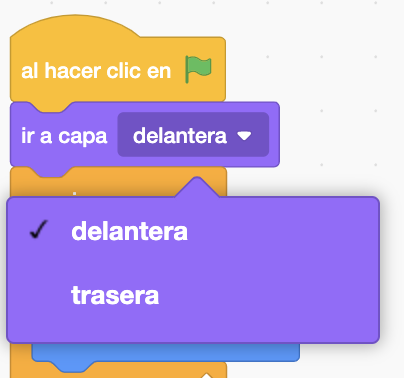 al hacer clic en
ir a capa delantera
delantera
trasera